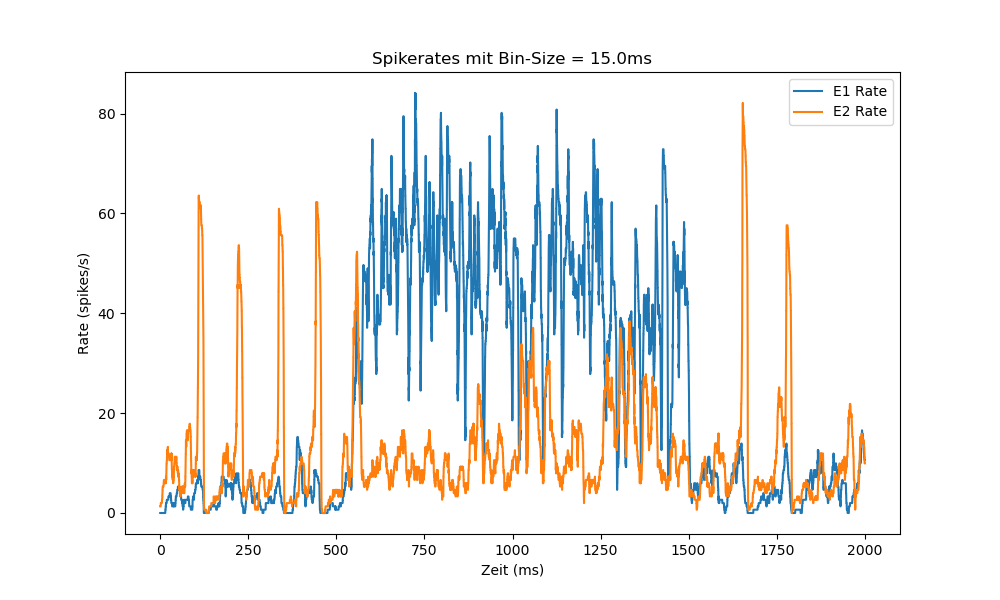 Spikerates mit Bin-Size = 15.0ms
E1 Rate
E2 Rate
80
60
40
20
0
Rate (spikes/s)
0 250 500 750 1000 1250 1500 1750 2000
Zeit (ms)